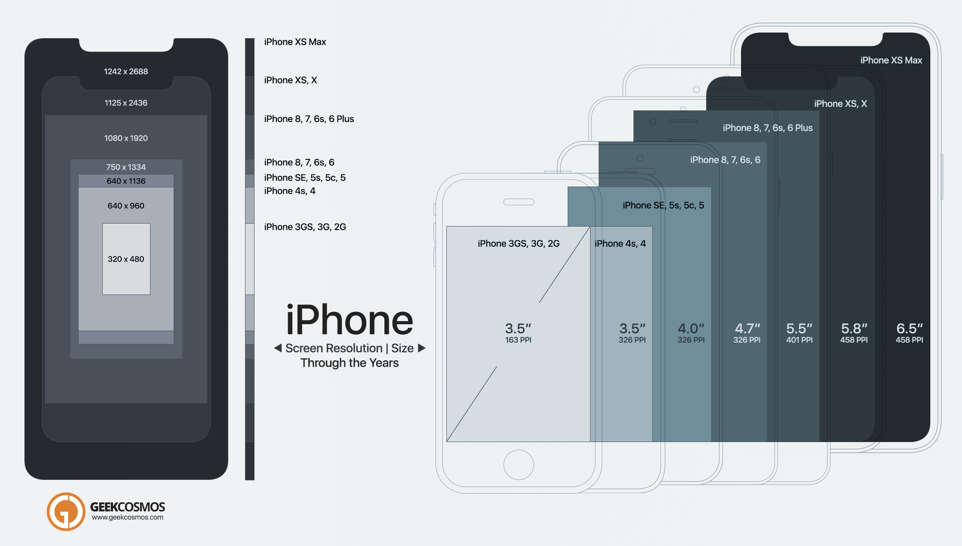 1242 x 2688
1125 x 2436
1080 x 1920
750 x 1334
640 x 1136
640 x 960
320 x 480
iPhone XS Max
iPhone XS, X
iPhone 8, 7, 6s, 6 Plus
iPhone 8, 7, 6s, 6
iPhone SE, 5s, 5c, 5
iPhone 4s, 4
iPhone 3GS, 3G, 2G
iPhone
◀ Screen Resolution | Size ▶
Through the Years
iPhone XS Max
iPhone XS, X
iPhone 8, 7, 6s, 6 Plus
iPhone 8, 7, 6s, 6
iPhone SE, 5s, 5c, 5
iPhone 3GS, 3G, 2G
iPhone 4s, 4
3.5″
163 PPI
3.5″
326 PPI
4.0″
326 PPI
4.7″
326 PPI
5.5″
401 PPI
5.8″
458 PPI
6.5″
458 PPI
GEEKCOSMOS
www.geekcosmos.com